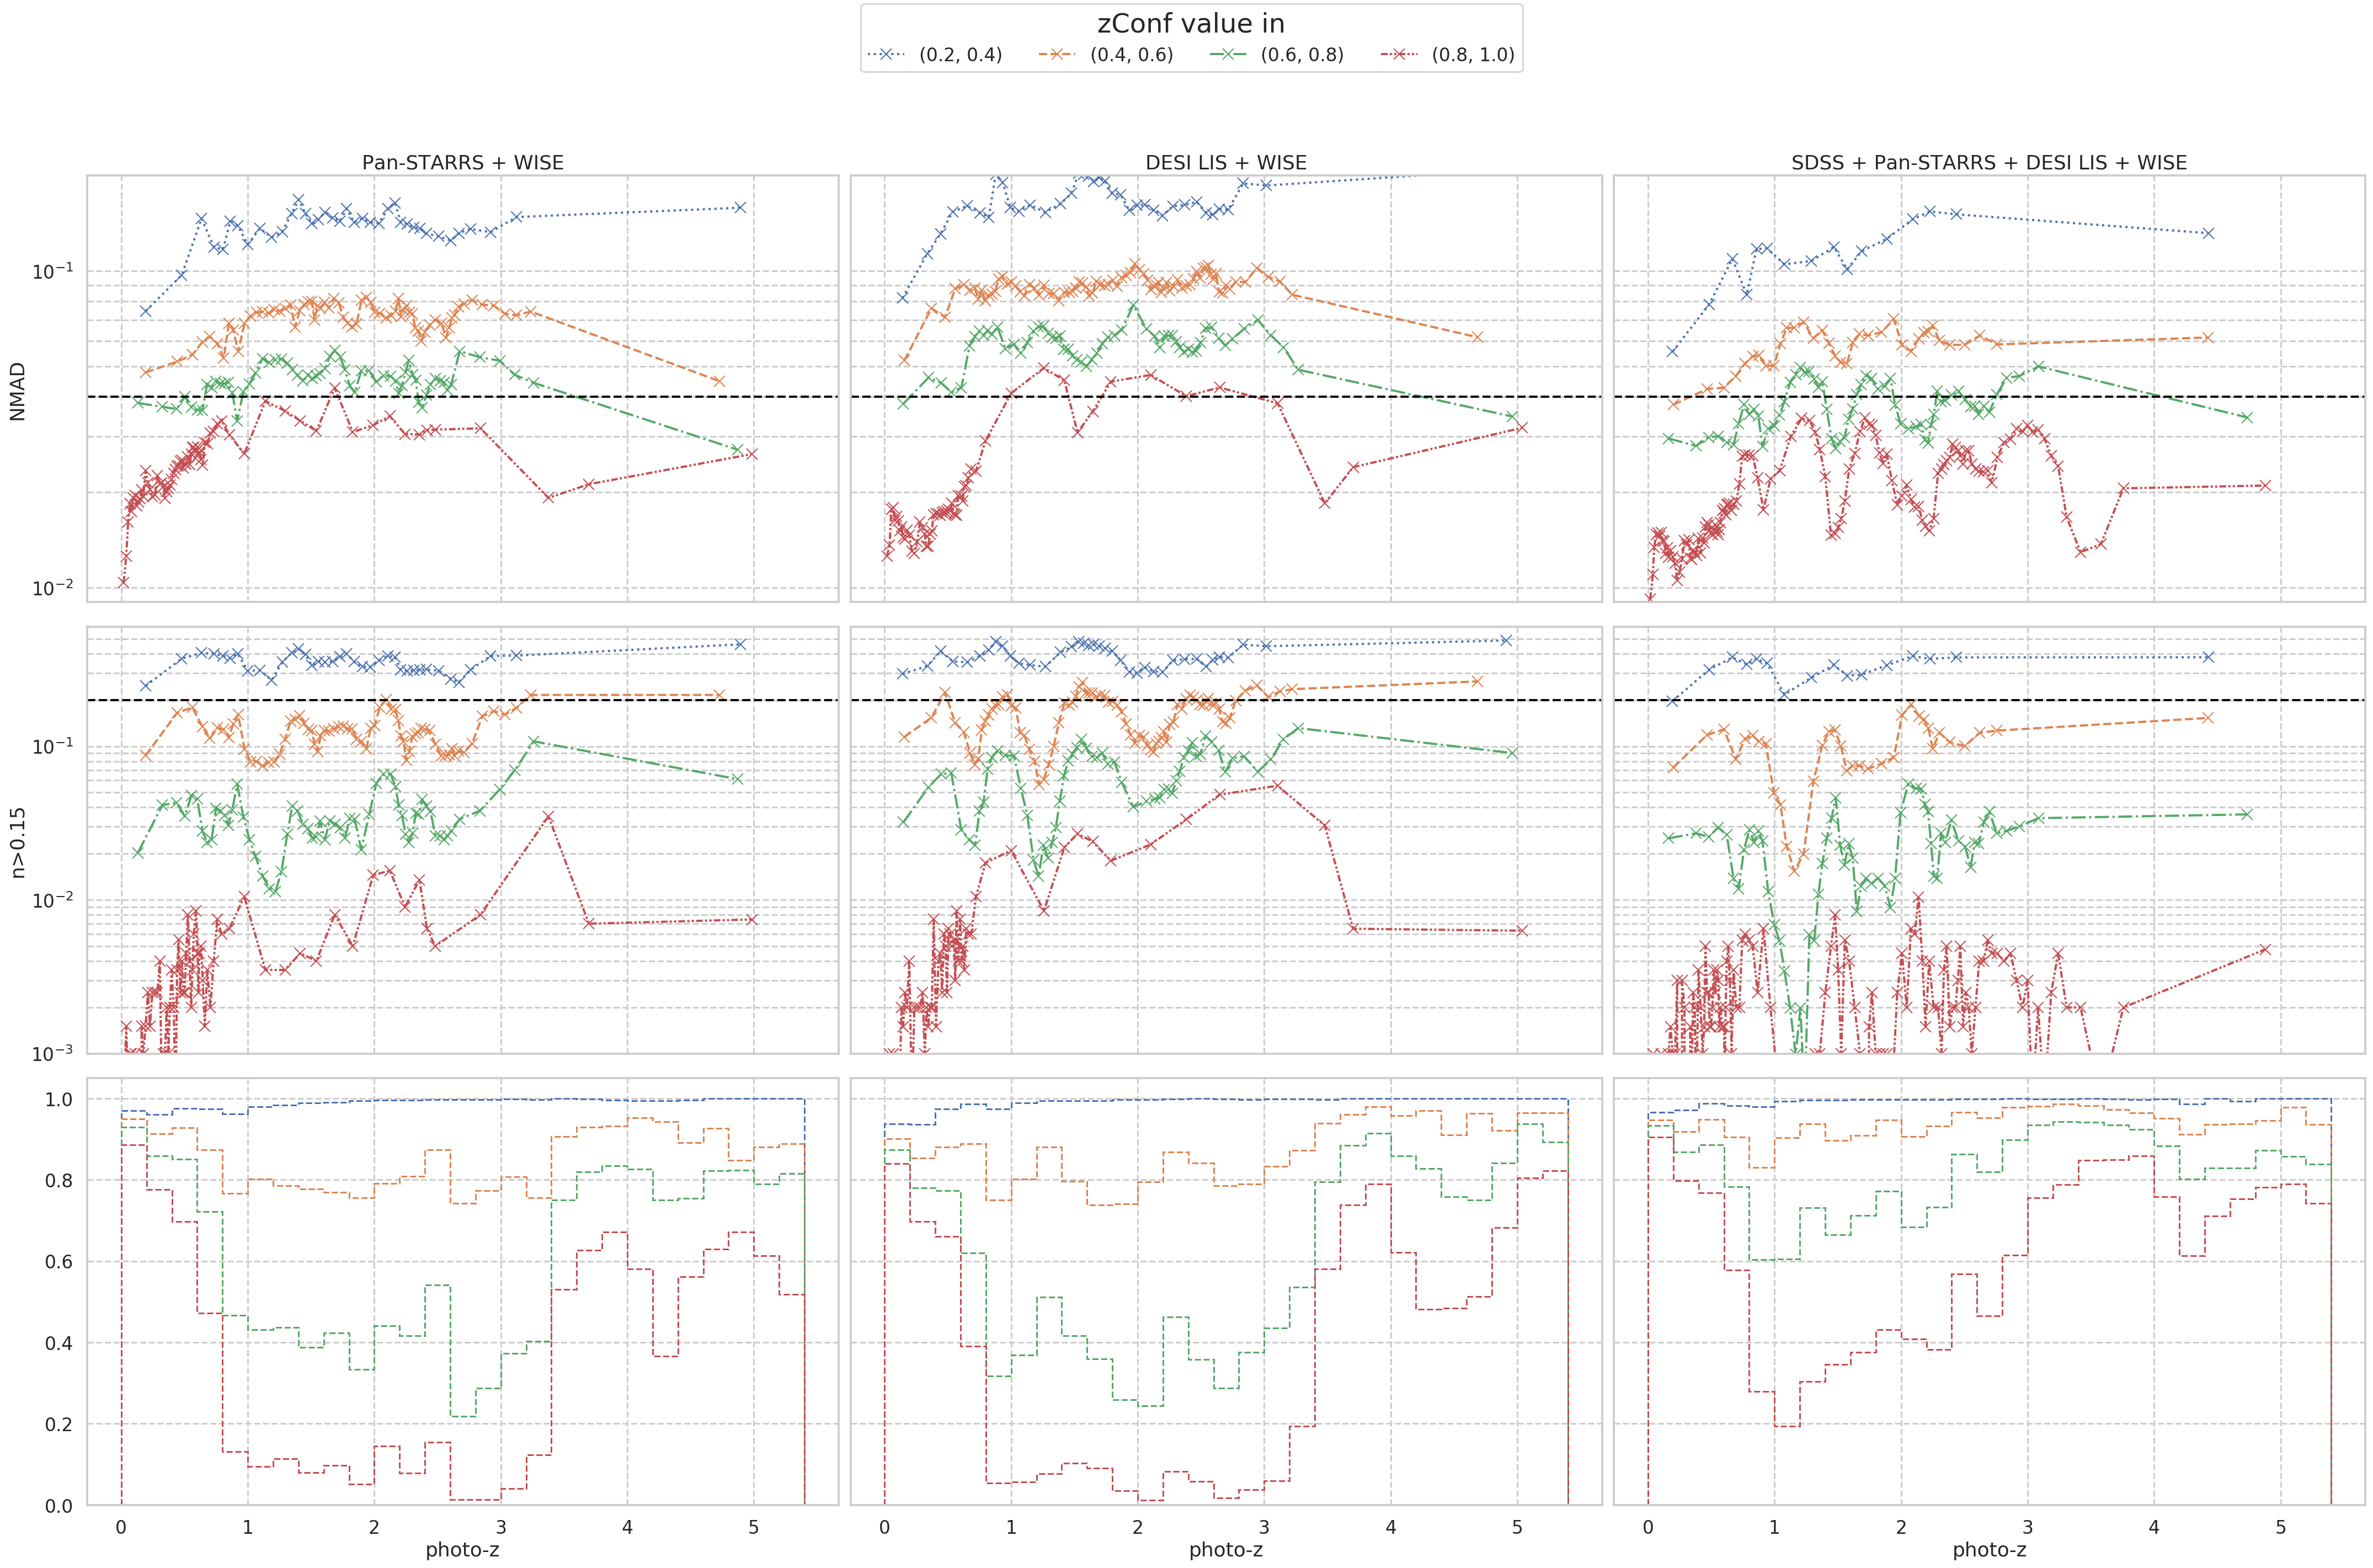 zConf value in
(0.2, 0.4) (0.4, 0.6) (0.6, 0.8) (0.8, 1.0)
Pan-STARRS + WISE DESI LIS + WISE SDSS + Pan-STARRS + DESI LIS + WISE
10⁻¹
NMAD
10⁻²
10⁻¹
n>0.15
10⁻²
10⁻³
1.0
0.8
0.6
0.4
0.2
0.0
0 1 2 3 4 5 0 1 2 3 4 5 0 1 2 3 4 5
photo-z photo-z photo-z